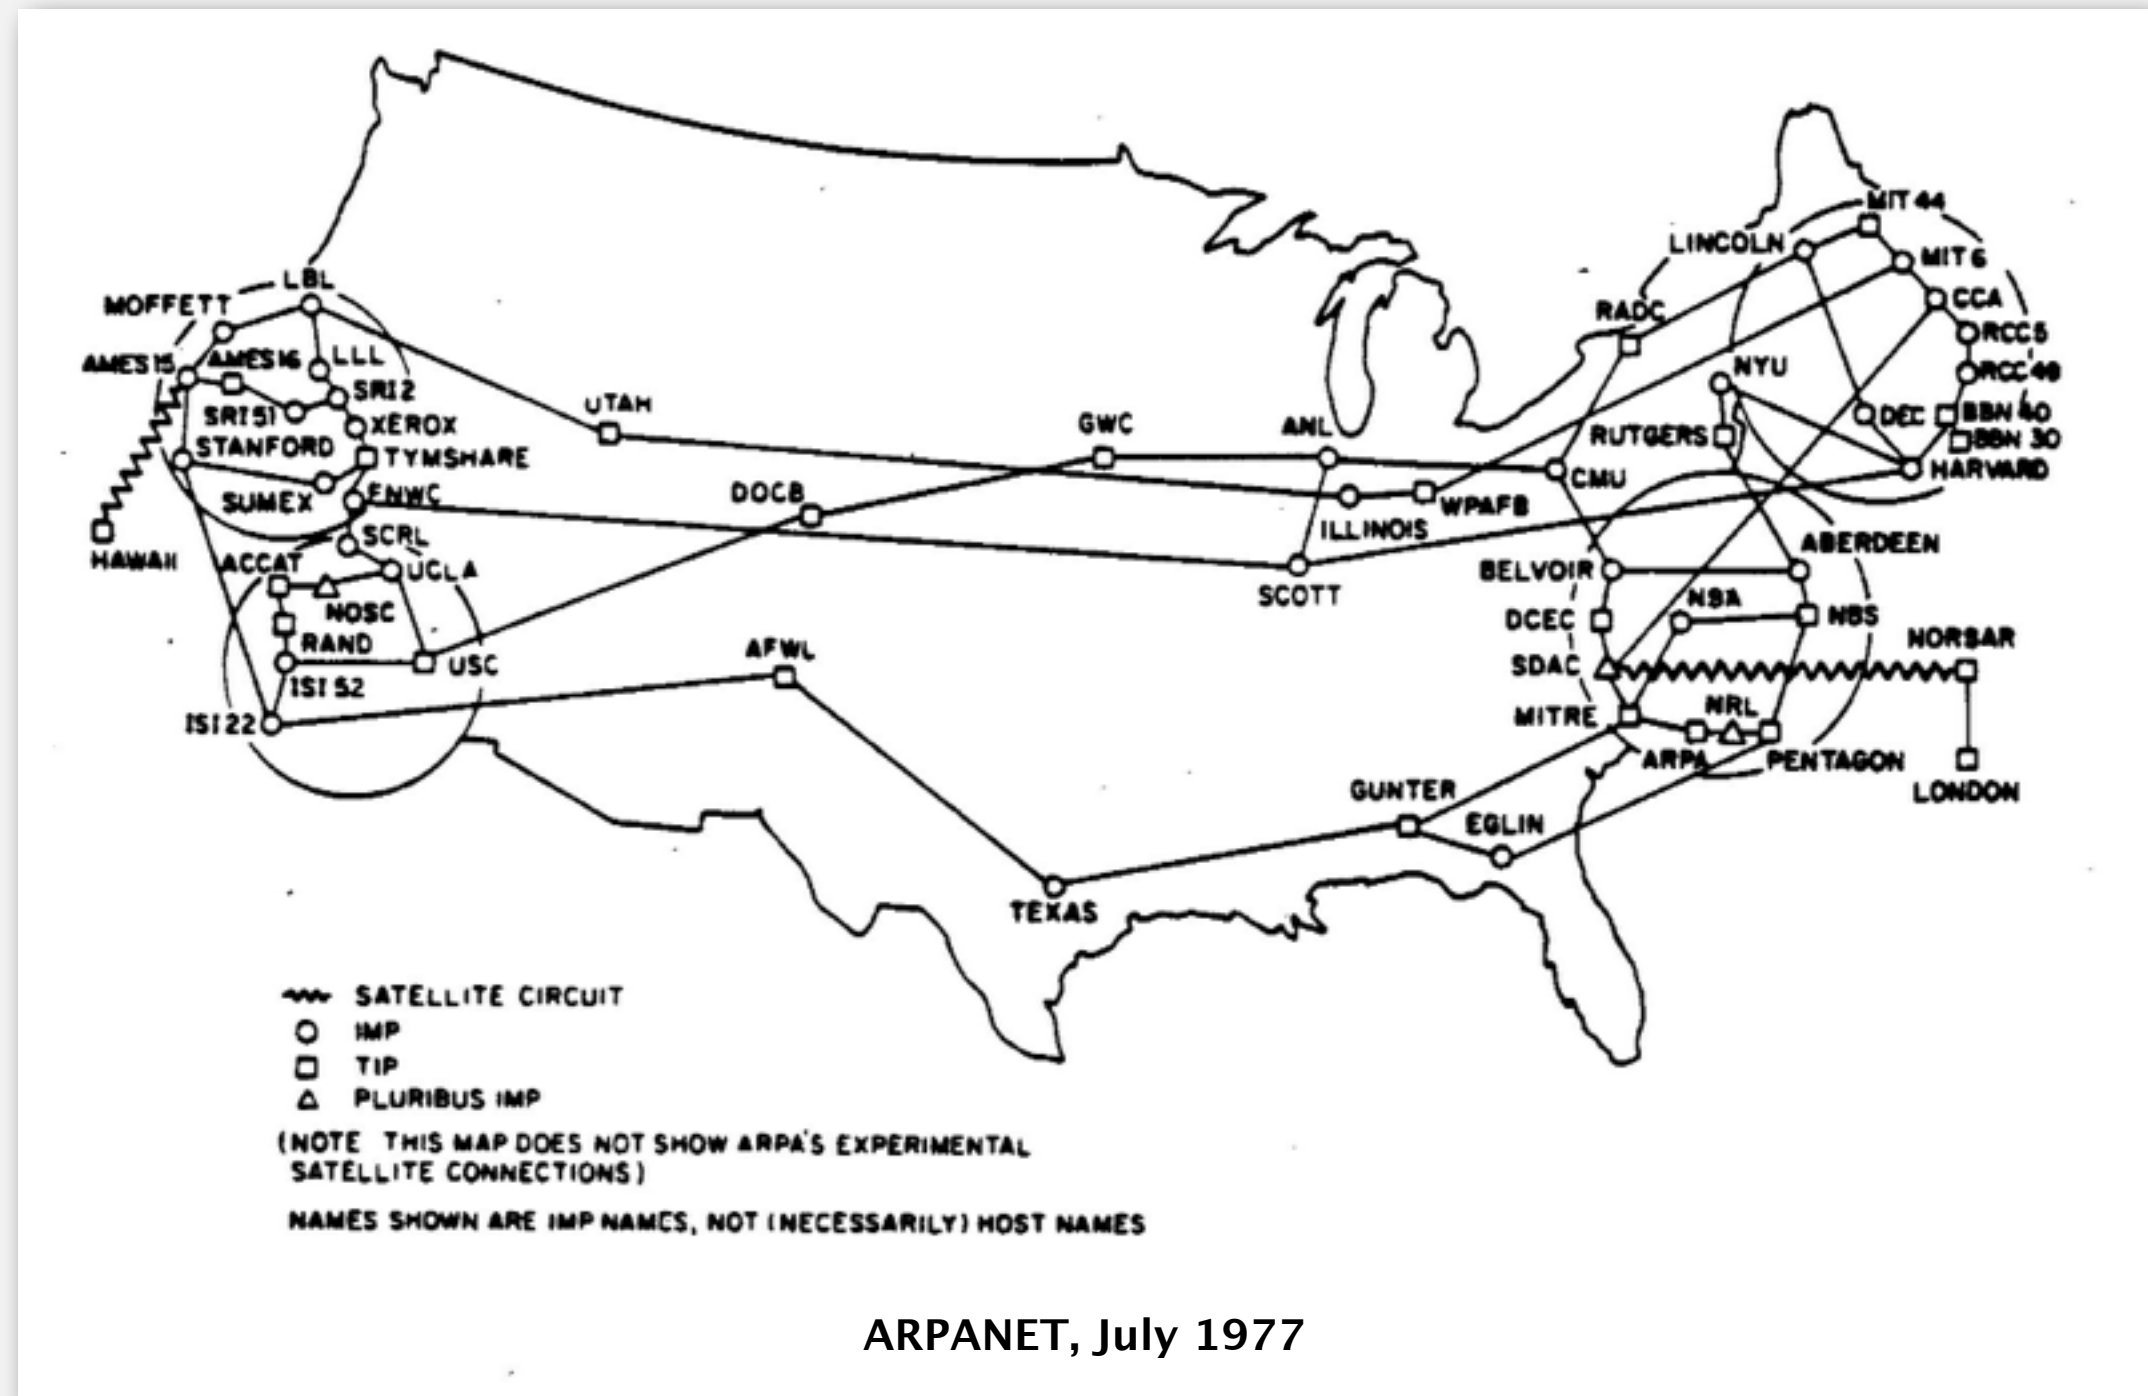 MIT 44
LINCOLN
MIT 6
LBL
CCA
MOFFETT
RADC
RCC 5
AMES 15
AMES 16
LLL
NYU
RCC 49
SRI 2
UTAH
SRI 51
XEROX
GWC
ANL
DEC
BBN 40
STANFORD
TYMSHARE
RUTGERS
BBN 30
HARVARD
CMU
SUMEX
FNWC
DOCB
WPAFB
ILLINOIS
SCRL
HAWAII
ACCAT
UCLA
ABERDEEN
BELVOIR
SCOTT
NSA
NOSC
DCEC
NBS
RAND
NORSAR
AFWL
USC
SDAC
ISI 52
NRL
MITRE
ISI 22
ARPA
PENTAGON
GUNTER
LONDON
EGLIN
TEXAS
SATELLITE CIRCUIT
IMP
TIP
PLURIBUS IMP
(NOTE THIS MAP DOES NOT SHOW ARPA'S EXPERIMENTAL
SATELLITE CONNECTIONS)
NAMES SHOWN ARE IMP NAMES, NOT (NECESSARILY) HOST NAMES
ARPANET, July 1977